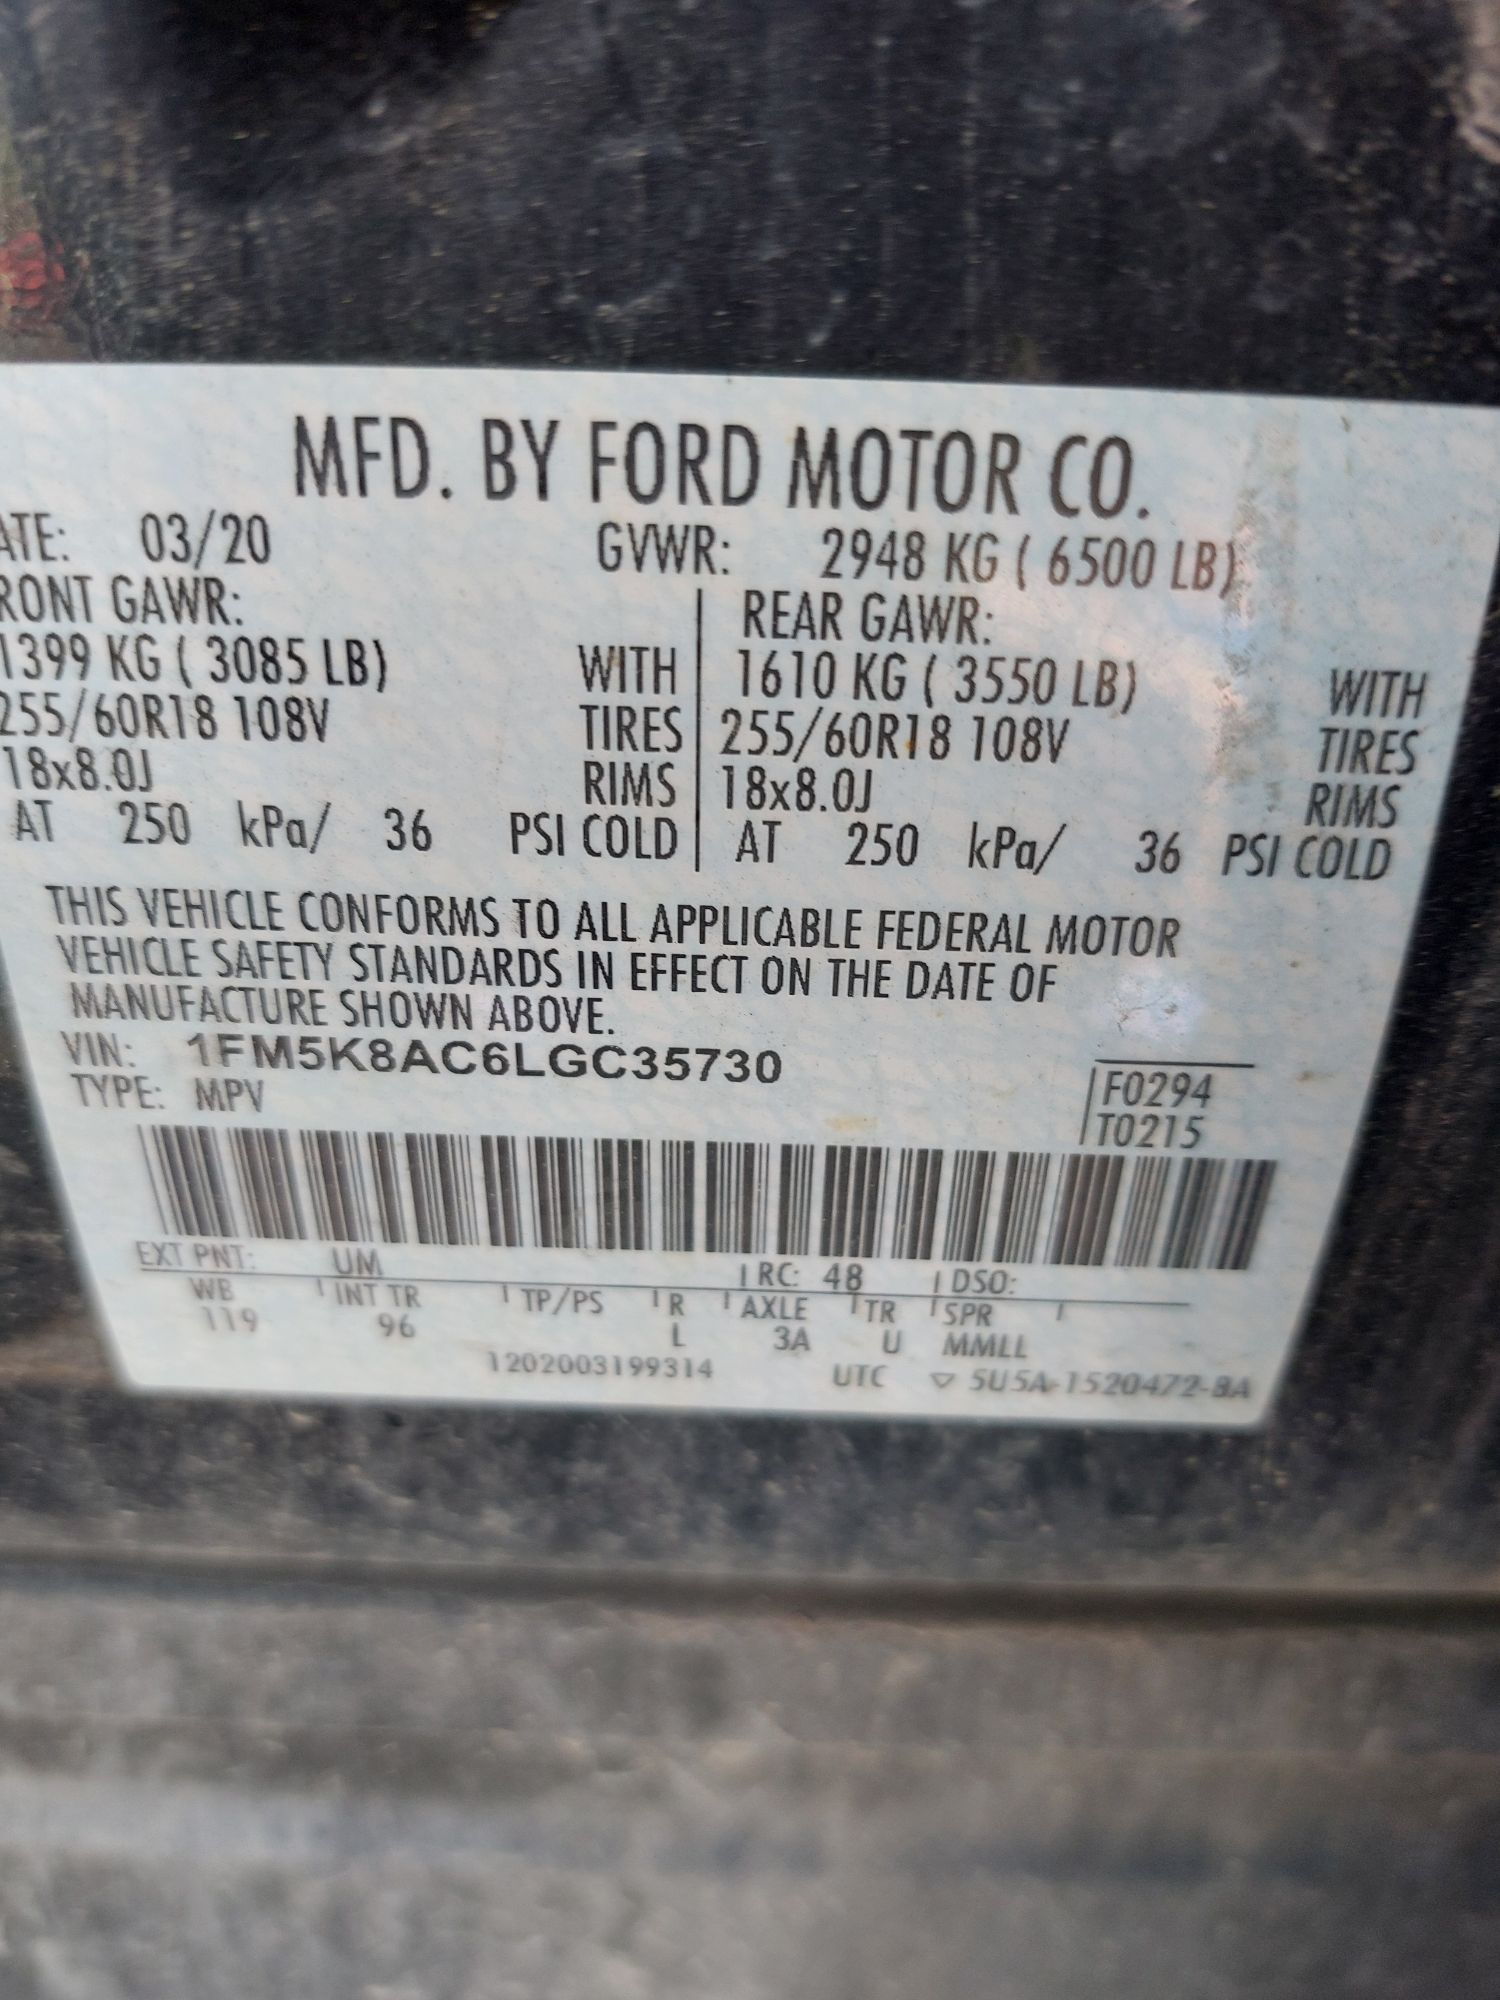 MFD. BY FORD MOTOR CO.
ATE: 03/20 GVWR: 2948 KG ( 6500 LB)
RONT GAWR: REAR GAWR:
1399 KG ( 3085 LB) WITH 1610 KG ( 3550 LB) WITH
255/60R18 108V TIRES 255/60R18 108V TIRES
18x8.0J RIMS 18x8.0J RIMS
AT 250 kPa/ 36 PSI COLD AT 250 kPa/ 36 PSI COLD
THIS VEHICLE CONFORMS TO ALL APPLICABLE FEDERAL MOTOR
VEHICLE SAFETY STANDARDS IN EFFECT ON THE DATE OF
MANUFACTURE SHOWN ABOVE.
VIN: 1FM5K8AC6LGC35730
TYPE: MPV
F0294
T0215
EXT PNT: UM RC: 48 DSO:
WB INT TR TP/PS R AXLE TR SPR
119 96 L 3A U MMLL
1202003199314 UTC ▽ 5U5A-1520472-BA